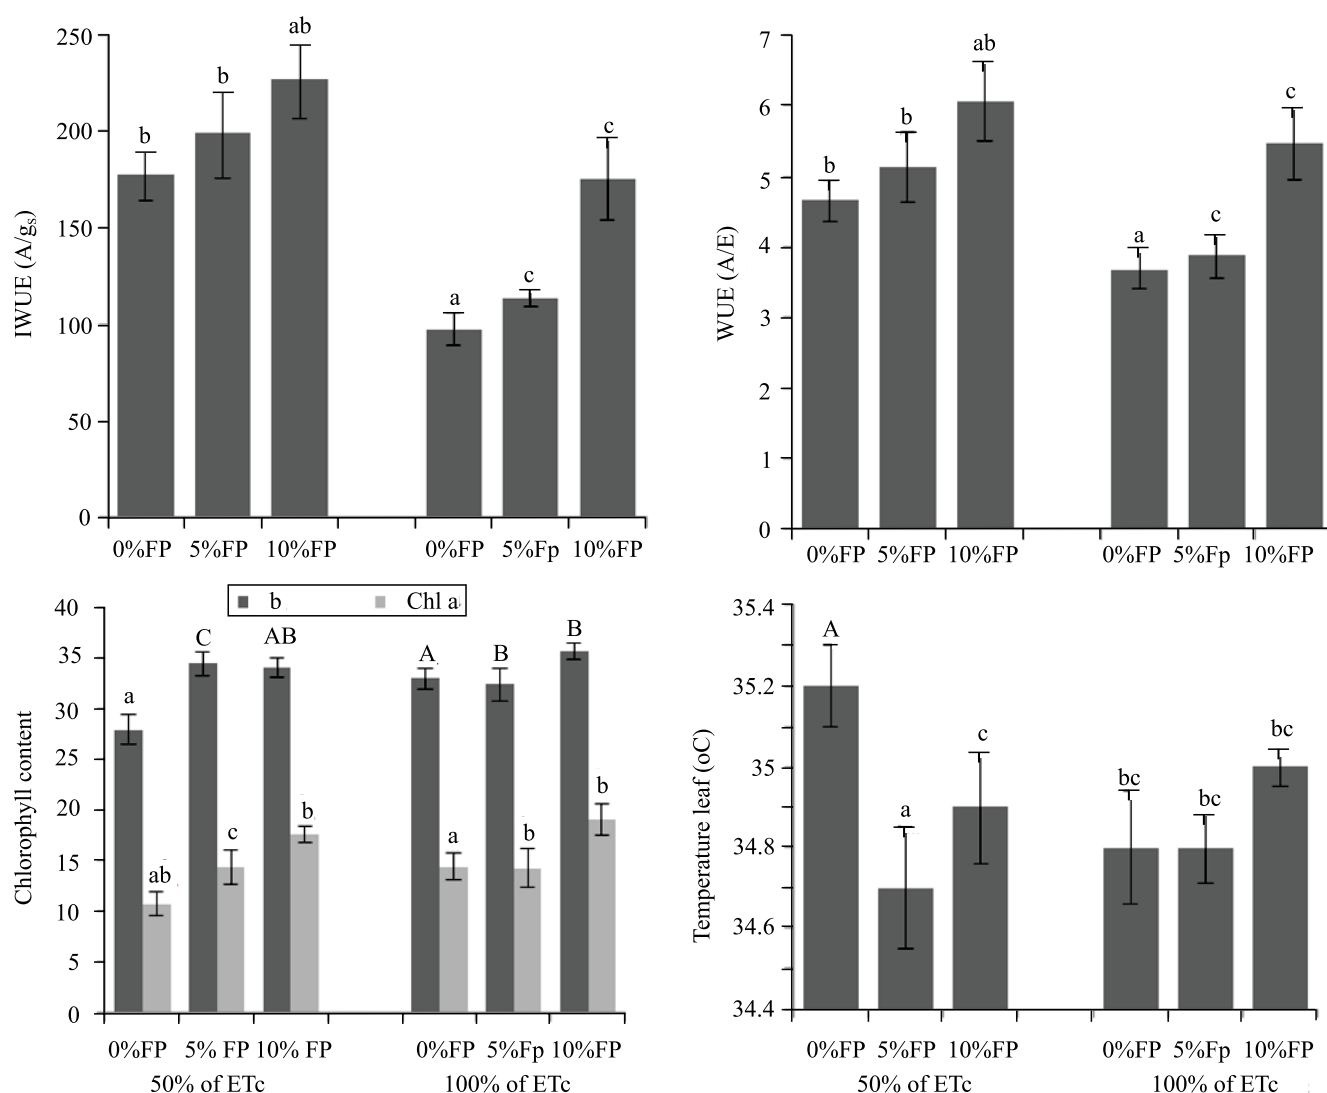 250
200
150
100
50
0
IWUE (A/gs)
b
b
ab
a
c
c
0%FP 5%FP 10%FP 0%FP 5%Fp 10%FP
7
6
5
4
3
2
1
0
WUE (A/E)
b
b
ab
a
c
c
0%FP 5%FP 10%FP 0%FP 5%Fp 10%FP
b Chl a
40
35
30
25
20
15
10
5
0
Chlorophyll content
a
ab
C
c
AB
b
A
a
B
b
B
b
0%FP 5% FP 10% FP 0%FP 5%Fp 10%FP
50% of ETc 100% of ETc
35.4
35.2
35
34.8
34.6
34.4
Temperature leaf (oC)
A
a
c
bc
bc
bc
0%FP 5%FP 10%FP 0%FP 5%Fp 10%FP
50% of ETc 100% of ETc